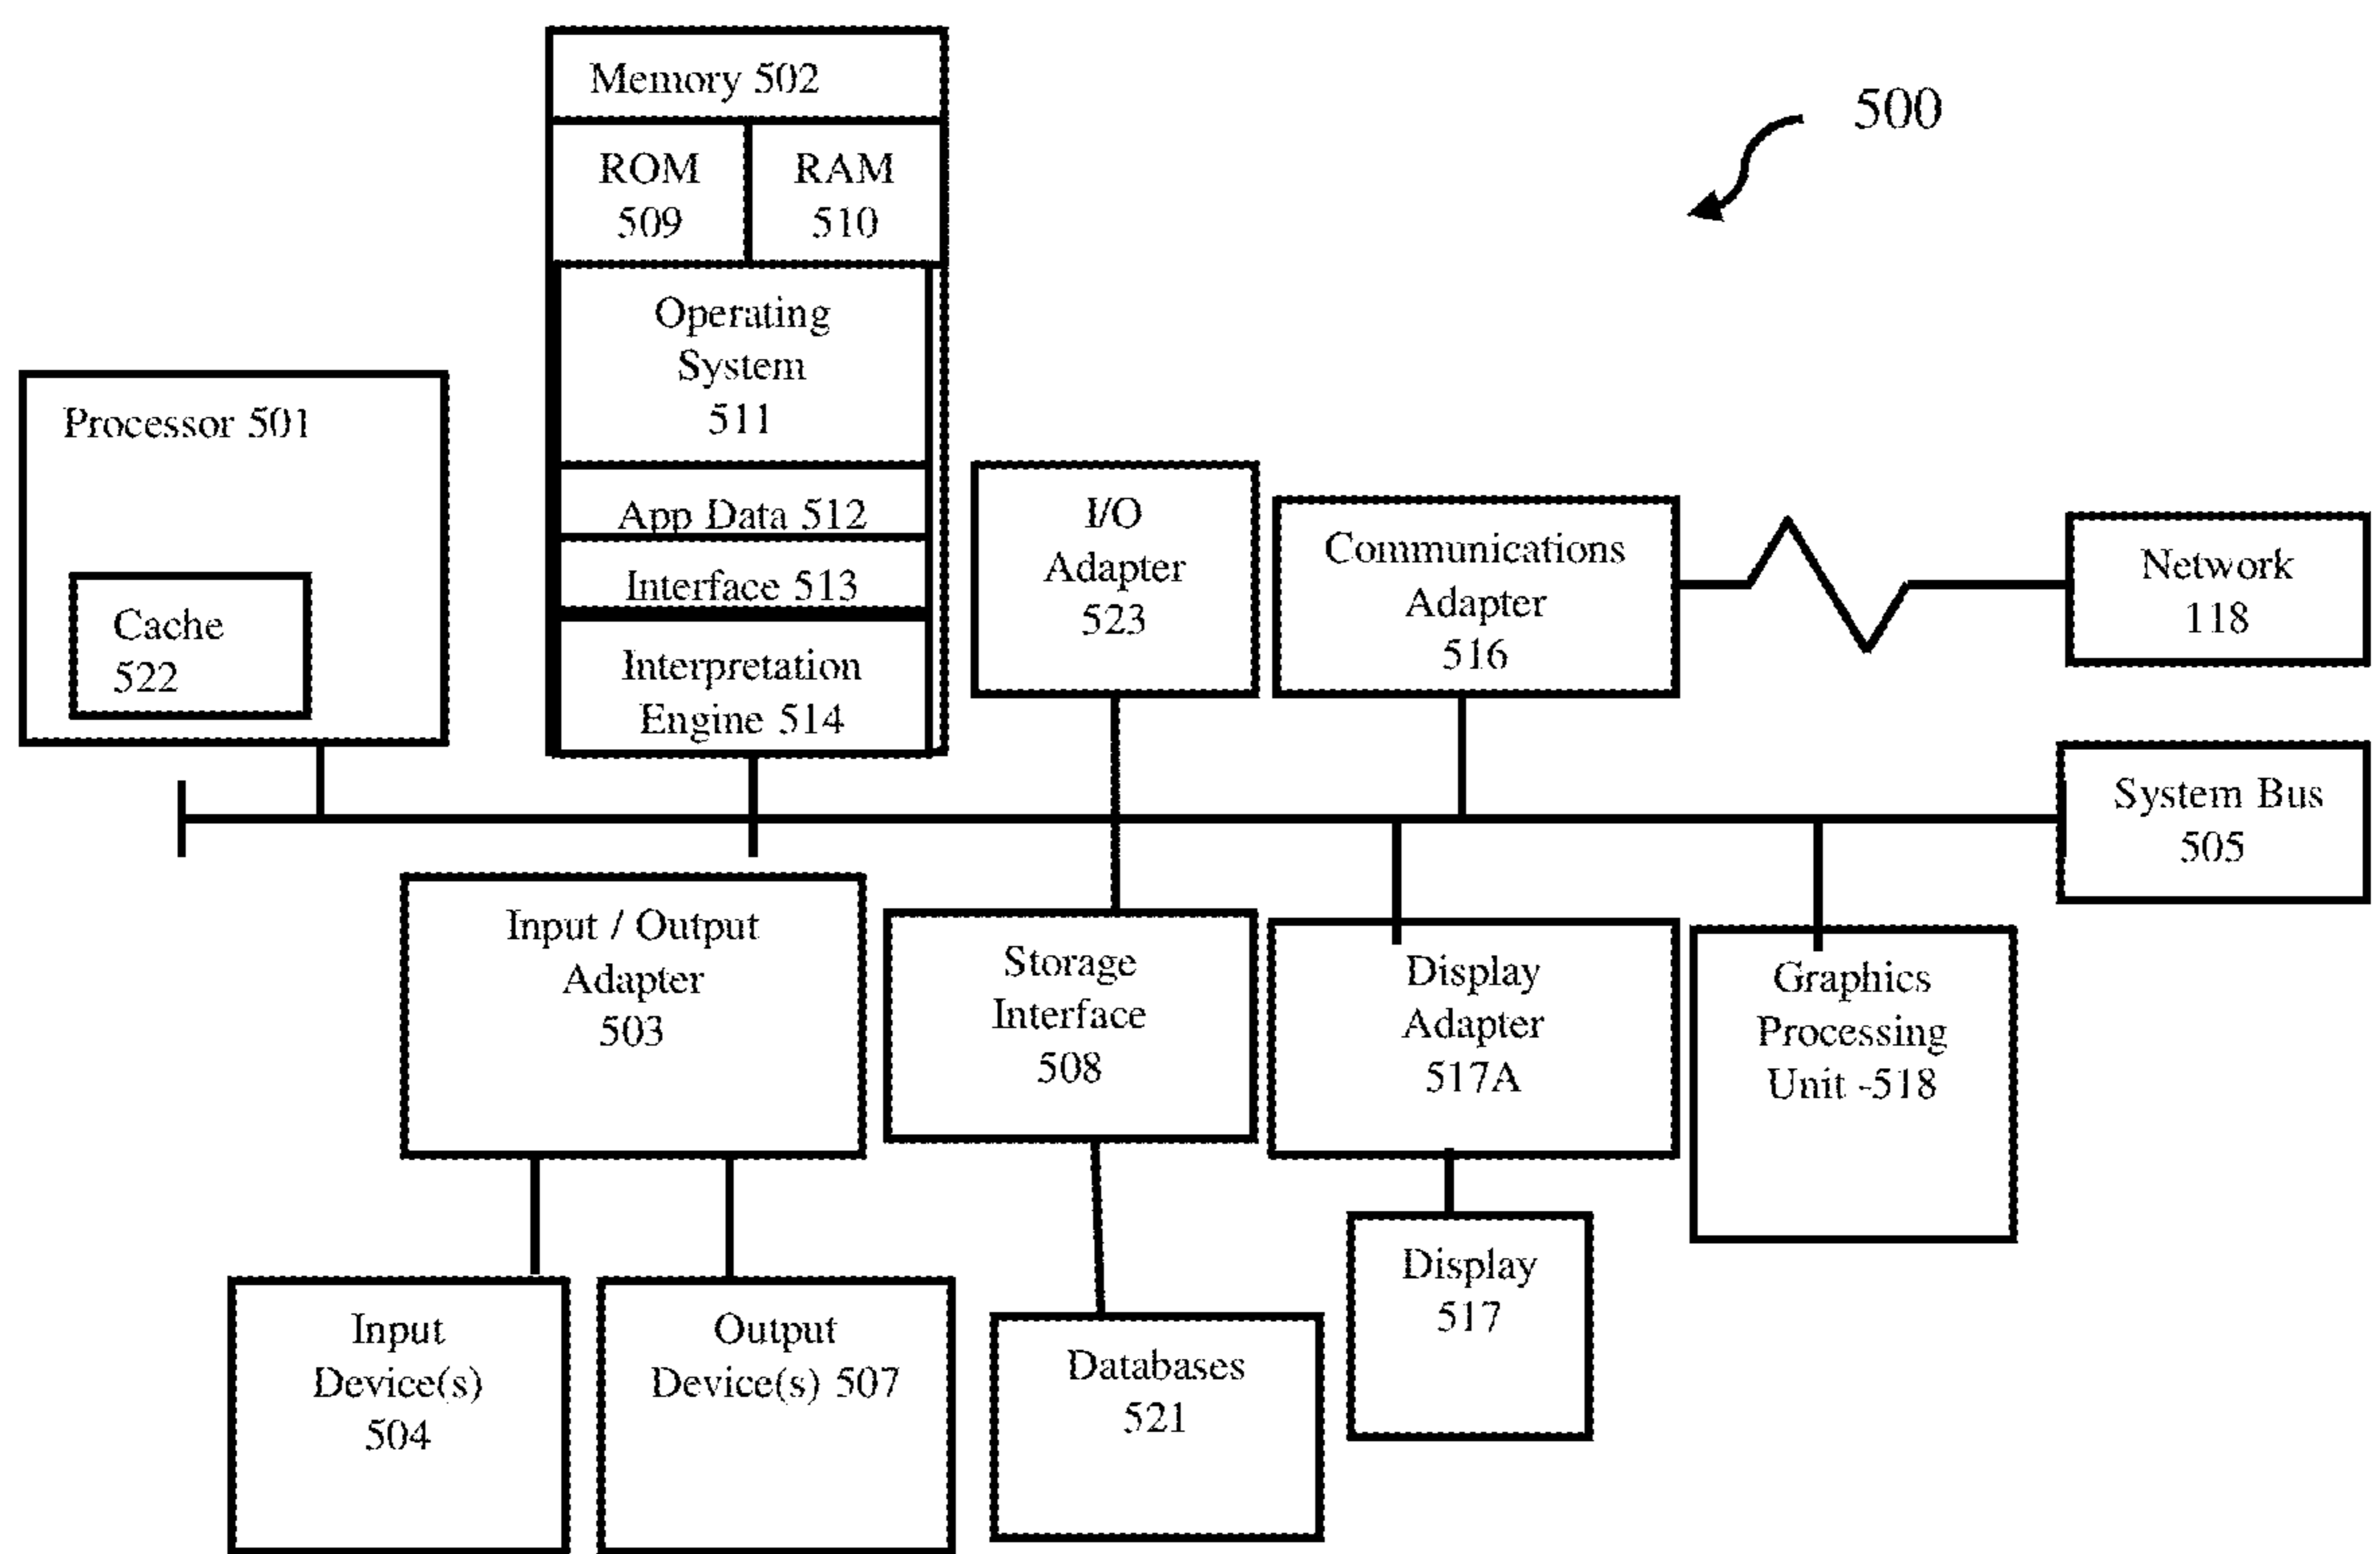 Memory 502
500
ROM
509
RAM
510
Operating
System
511
Processor 501
App Data 512
I/O
Adapter
523
Communications
Adapter
516
Network
118
Interface 513
Cache
522
Interpretation
Engine 514
System Bus
505
Input / Output
Adapter
503
Storage
Interface
508
Display
Adapter
517A
Graphics
Processing
Unit -518
Input
Device(s)
504
Output
Device(s) 507
Databases
521
Display
517